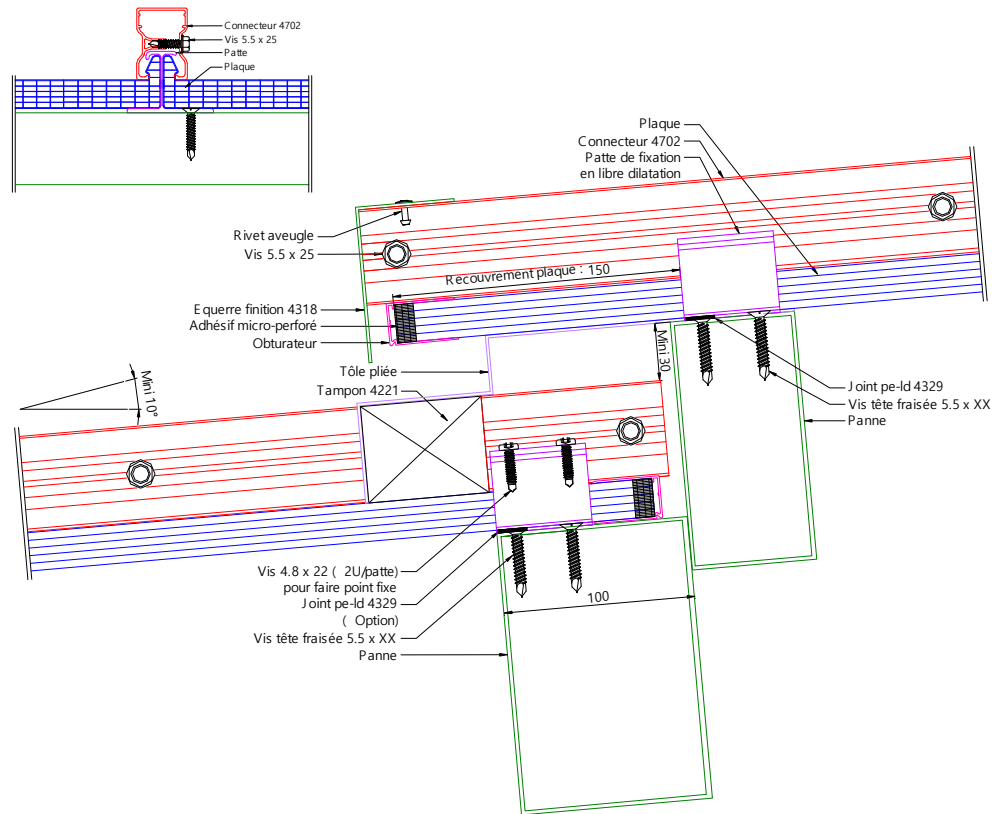 Connecteur 4702
Vis 5.5 x 25
Patte
Plaque
Plaque
Connecteur 4702
Patte de fixation
en libre dilatation
Rivet aveugle
Vis 5.5 x 25
Recouvrement plaque : 150
Equerre finition 4318
Adhésif micro-perforé
Obturateur
Mini 30
Tôle pliée
Tampon 4221
Mini 10°
Joint pe-ld 4329
Vis tête fraisée 5.5 x XX
Panne
Vis 4.8 x 22 ( 2U/patte)
pour faire point fixe
Joint pe-ld 4329
( Option)
Vis tête fraisée 5.5 x XX
Panne
100